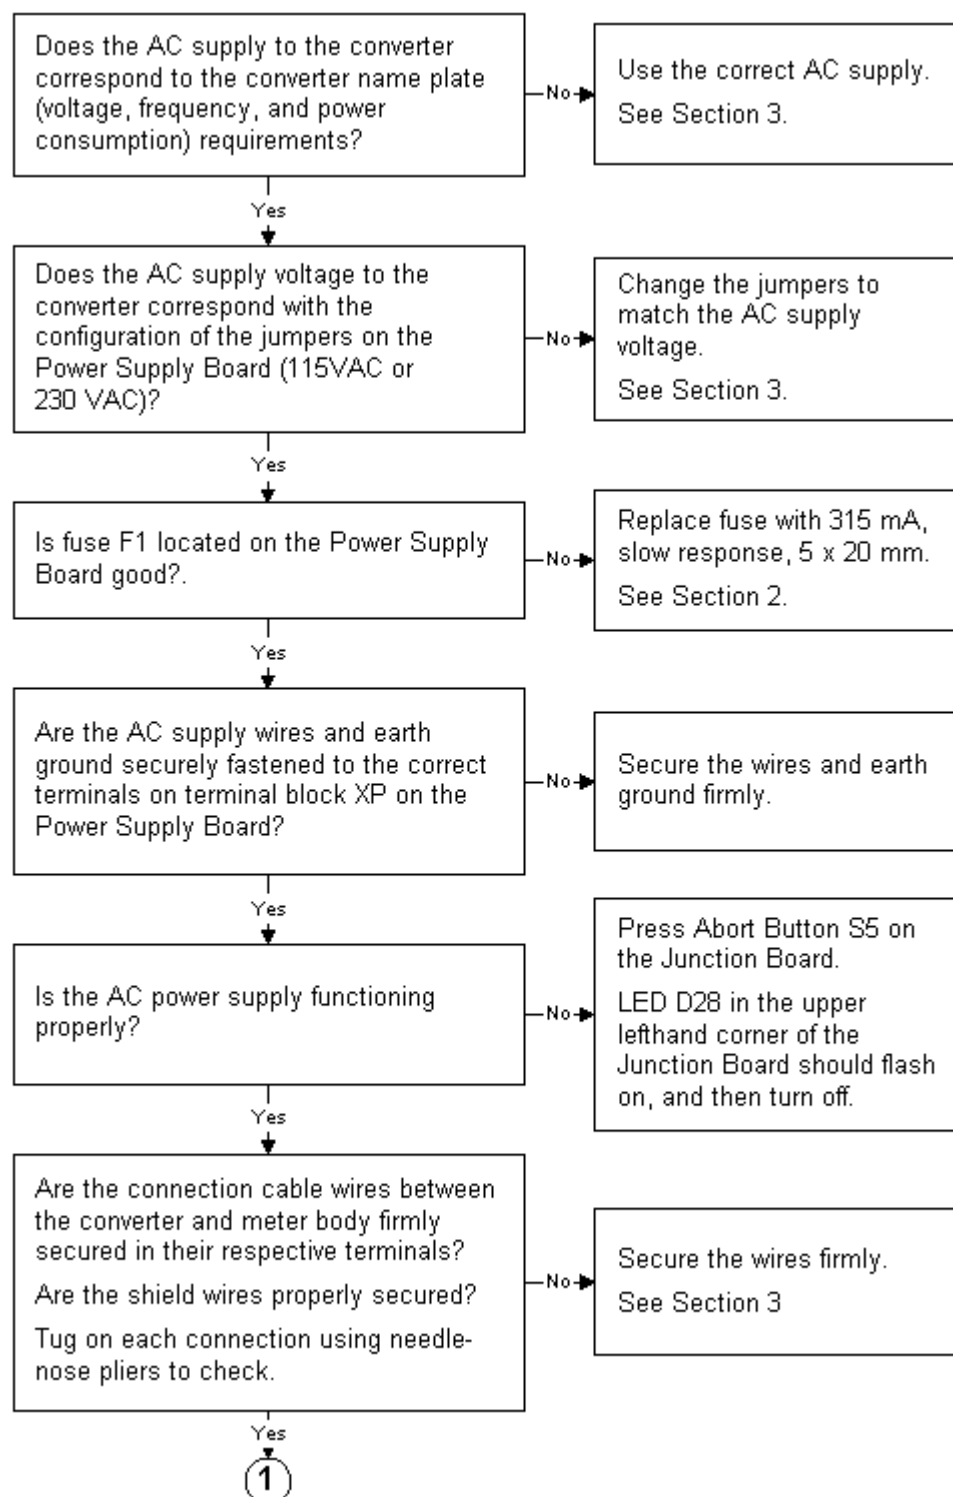 Does the AC supply to the converter
correspond to the converter name plate
(voltage, frequency, and power
consumption) requirements?
No
Use the correct AC supply.
See Section 3.
Yes
Does the AC supply voltage to the
converter correspond with the
configuration of the jumpers on the
Power Supply Board (115VAC or
230 VAC)?
No
Change the jumpers to
match the AC supply
voltage.
See Section 3.
Yes
Is fuse F1 located on the Power Supply
Board good?.
No
Replace fuse with 315 mA,
slow response, 5 x 20 mm.
See Section 2.
Yes
Are the AC supply wires and earth
ground securely fastened to the correct
terminals on terminal block XP on the
Power Supply Board?
No
Secure the wires and earth
ground firmly.
Yes
Is the AC power supply functioning
properly?
No
Press Abort Button S5 on
the Junction Board.
LED D28 in the upper
lefthand corner of the
Junction Board should flash
on, and then turn off.
Yes
Are the connection cable wires between
the converter and meter body firmly
secured in their respective terminals?
Are the shield wires properly secured?
Tug on each connection using needle-
nose pliers to check.
No
Secure the wires firmly.
See Section 3
Yes
1